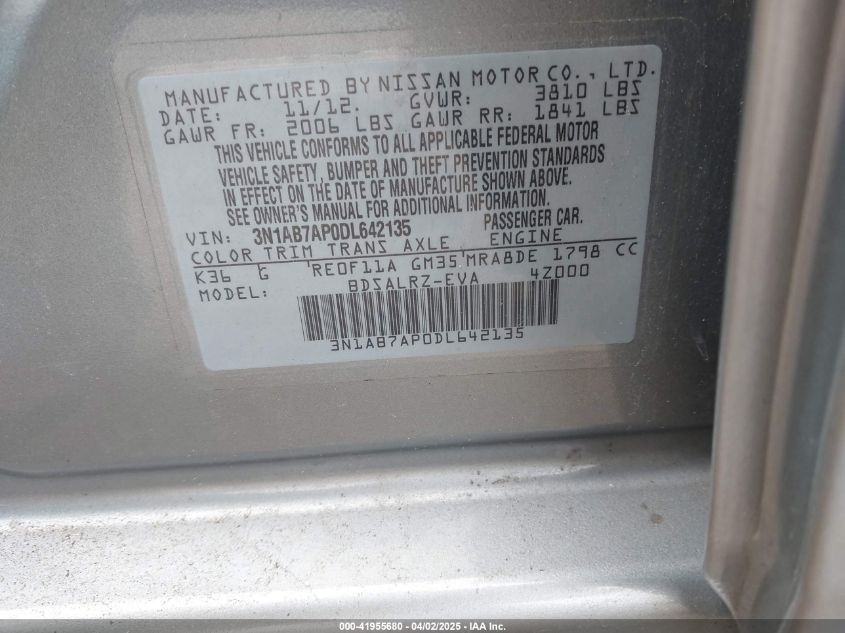 MANUFACTURED BY NISSAN MOTOR CO., LTD.
DATE: 11/12. GVWR: 3810 LBS
GAWR FR: 2006 LBS GAWR RR: 1841 LBS
THIS VEHICLE CONFORMS TO ALL APPLICABLE FEDERAL MOTOR
VEHICLE SAFETY, BUMPER AND THEFT PREVENTION STANDARDS
IN EFFECT ON THE DATE OF MANUFACTURE SHOWN ABOVE.
SEE OWNER'S MANUAL FOR ADDITIONAL INFORMATION.
VIN: 3N1AB7AP0DL642135 PASSENGER CAR.
COLOR TRIM TRANS AXLE ENGINE
K36 G RE0F11A GM35 MRA8DE 1798 CC
MODEL: BDSALRZ-EVA 4Z000
3N1AB7AP0DL642135
000-41955680 - 04/02/2025 - IAA Inc.